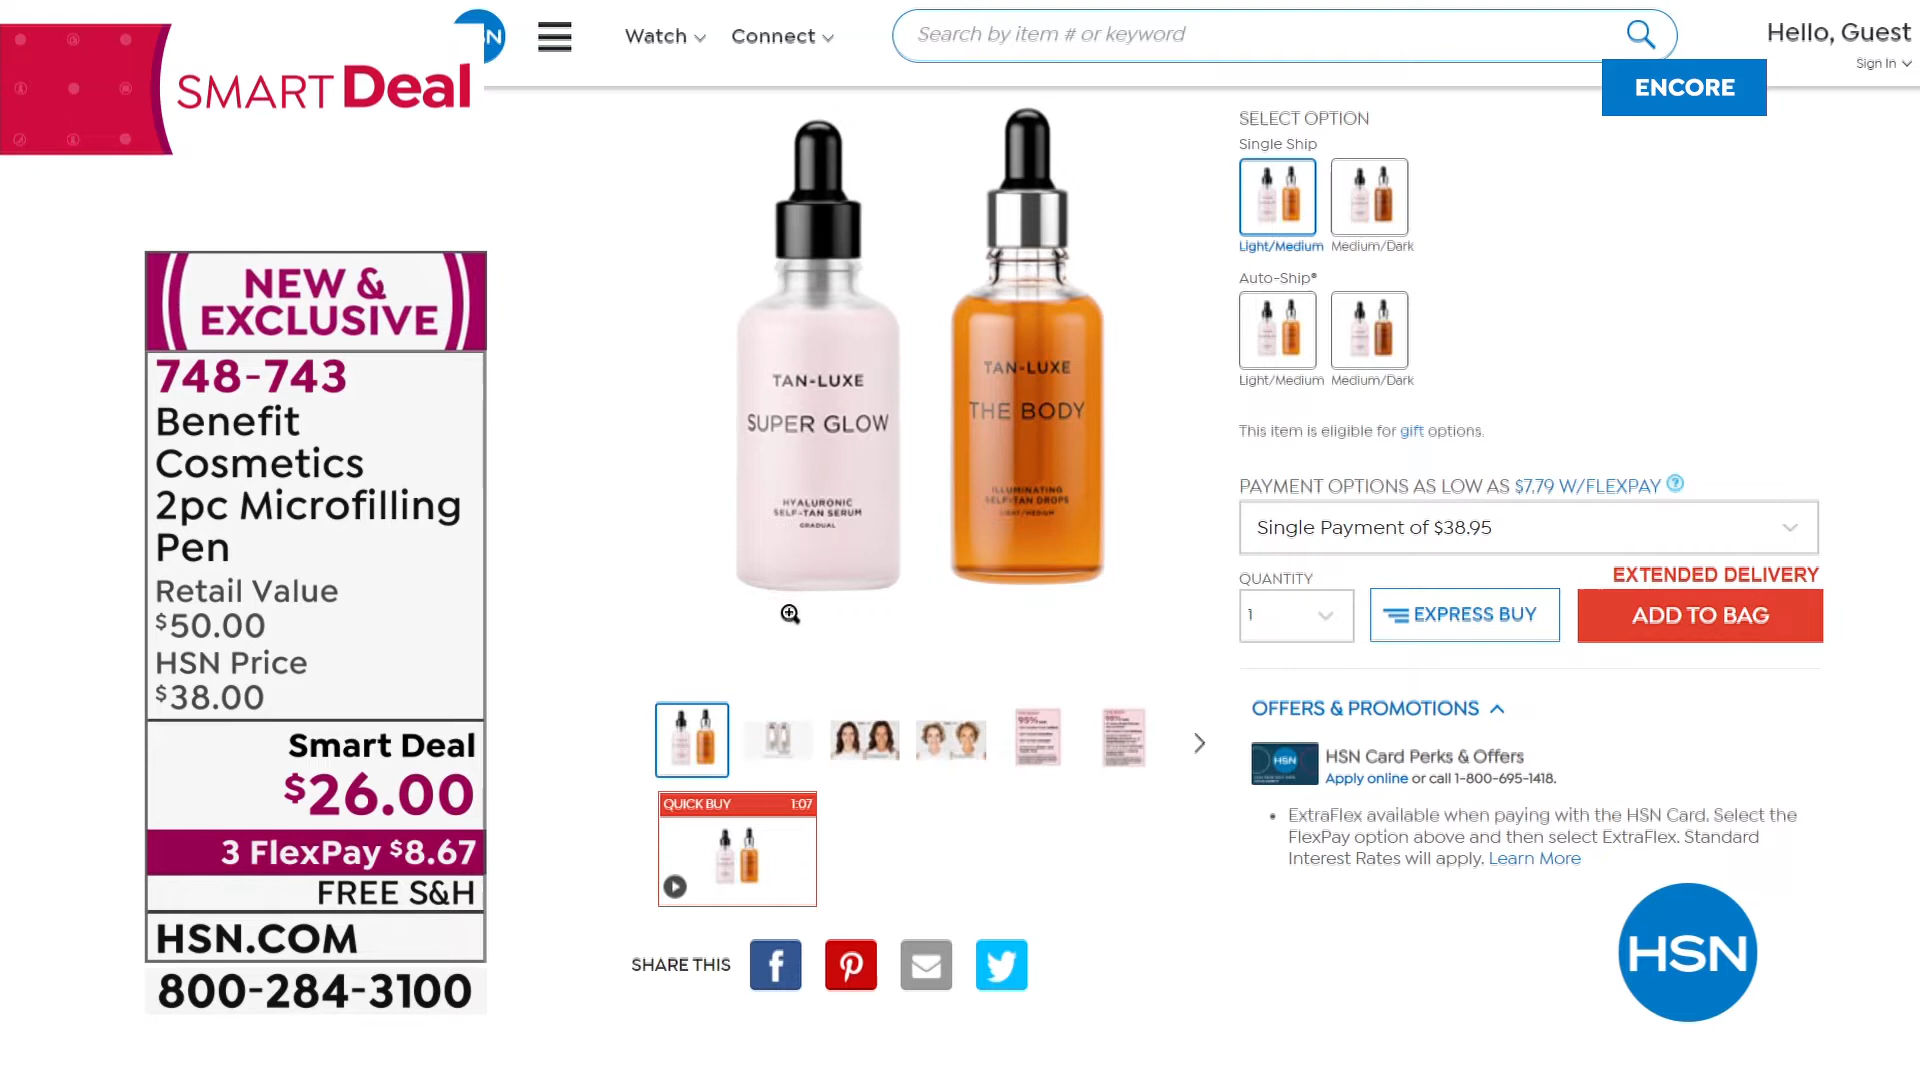 SMART Deal
N
Watch
Connect
Search by item # or keyword
Hello, Guest
Sign In
ENCORE
NEW &
EXCLUSIVE
748-743
Benefit
Cosmetics
2pc Microfilling
Pen
Retail Value
$50.00
HSN Price
$38.00
Smart Deal
$26.00
3 FlexPay $8.67
FREE S&H
HSN.COM
800-284-3100
TAN-LUXE
SUPER GLOW
HYALURONIC
SELF-TAN SERUM
GRADUAL
TAN-LUXE
THE BODY
ILLUMINATING
SELF-TAN DROPS
LIGHT/MEDIUM
QUICK BUY 1:07
SHARE THIS
SELECT OPTION
Single Ship
Light/Medium Medium/Dark
Auto-Ship®
Light/Medium Medium/Dark
This item is eligible for gift options.
PAYMENT OPTIONS AS LOW AS $7.79 W/FLEXPAY ?
Single Payment of $38.95
EXTENDED DELIVERY
QUANTITY
1
EXPRESS BUY
ADD TO BAG
OFFERS & PROMOTIONS
HSN
HSN Card Perks & Offers
Apply online or call 1-800-695-1418.
• ExtraFlex available when paying with the HSN Card. Select the
FlexPay option above and then select ExtraFlex. Standard
Interest Rates will apply. Learn More
HSN